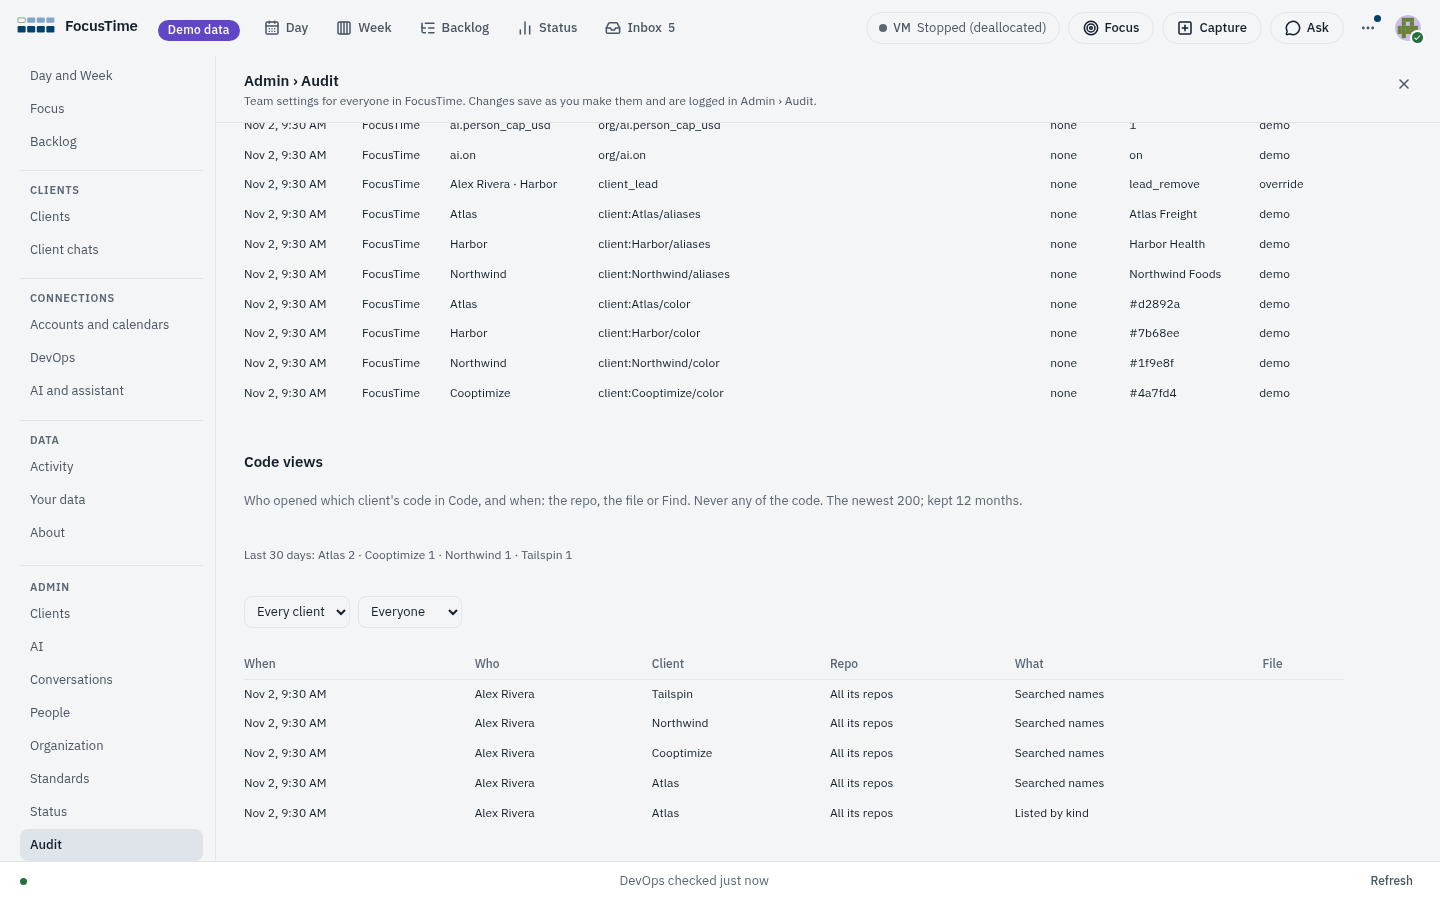 FocusTime
Demo data
Day
Week
Backlog
Status
Inbox 5
VM Stopped (deallocated)
Focus
Capture
Ask
Day and Week
Focus
Backlog
CLIENTS
Clients
Client chats
CONNECTIONS
Accounts and calendars
DevOps
AI and assistant
DATA
Activity
Your data
About
ADMIN
Clients
AI
Conversations
People
Organization
Standards
Status
Audit
Admin › Audit
Team settings for everyone in FocusTime. Changes save as you make them and are logged in Admin › Audit.
Nov 2, 9:30 AM FocusTime ai.person_cap_usd org/ai.person_cap_usd none 1 demo
Nov 2, 9:30 AM FocusTime ai.on org/ai.on none on demo
Nov 2, 9:30 AM FocusTime Alex Rivera · Harbor client_lead none lead_remove override
Nov 2, 9:30 AM FocusTime Atlas client:Atlas/aliases none Atlas Freight demo
Nov 2, 9:30 AM FocusTime Harbor client:Harbor/aliases none Harbor Health demo
Nov 2, 9:30 AM FocusTime Northwind client:Northwind/aliases none Northwind Foods demo
Nov 2, 9:30 AM FocusTime Atlas client:Atlas/color none #d2892a demo
Nov 2, 9:30 AM FocusTime Harbor client:Harbor/color none #7b68ee demo
Nov 2, 9:30 AM FocusTime Northwind client:Northwind/color none #1f9e8f demo
Nov 2, 9:30 AM FocusTime Cooptimize client:Cooptimize/color none #4a7fd4 demo
Code views
Who opened which client's code in Code, and when: the repo, the file or Find. Never any of the code. The newest 200; kept 12 months.
Last 30 days: Atlas 2 · Cooptimize 1 · Northwind 1 · Tailspin 1
Every client
Everyone
When Who Client Repo What File
Nov 2, 9:30 AM Alex Rivera Tailspin All its repos Searched names
Nov 2, 9:30 AM Alex Rivera Northwind All its repos Searched names
Nov 2, 9:30 AM Alex Rivera Cooptimize All its repos Searched names
Nov 2, 9:30 AM Alex Rivera Atlas All its repos Searched names
Nov 2, 9:30 AM Alex Rivera Atlas All its repos Listed by kind
DevOps checked just now
Refresh